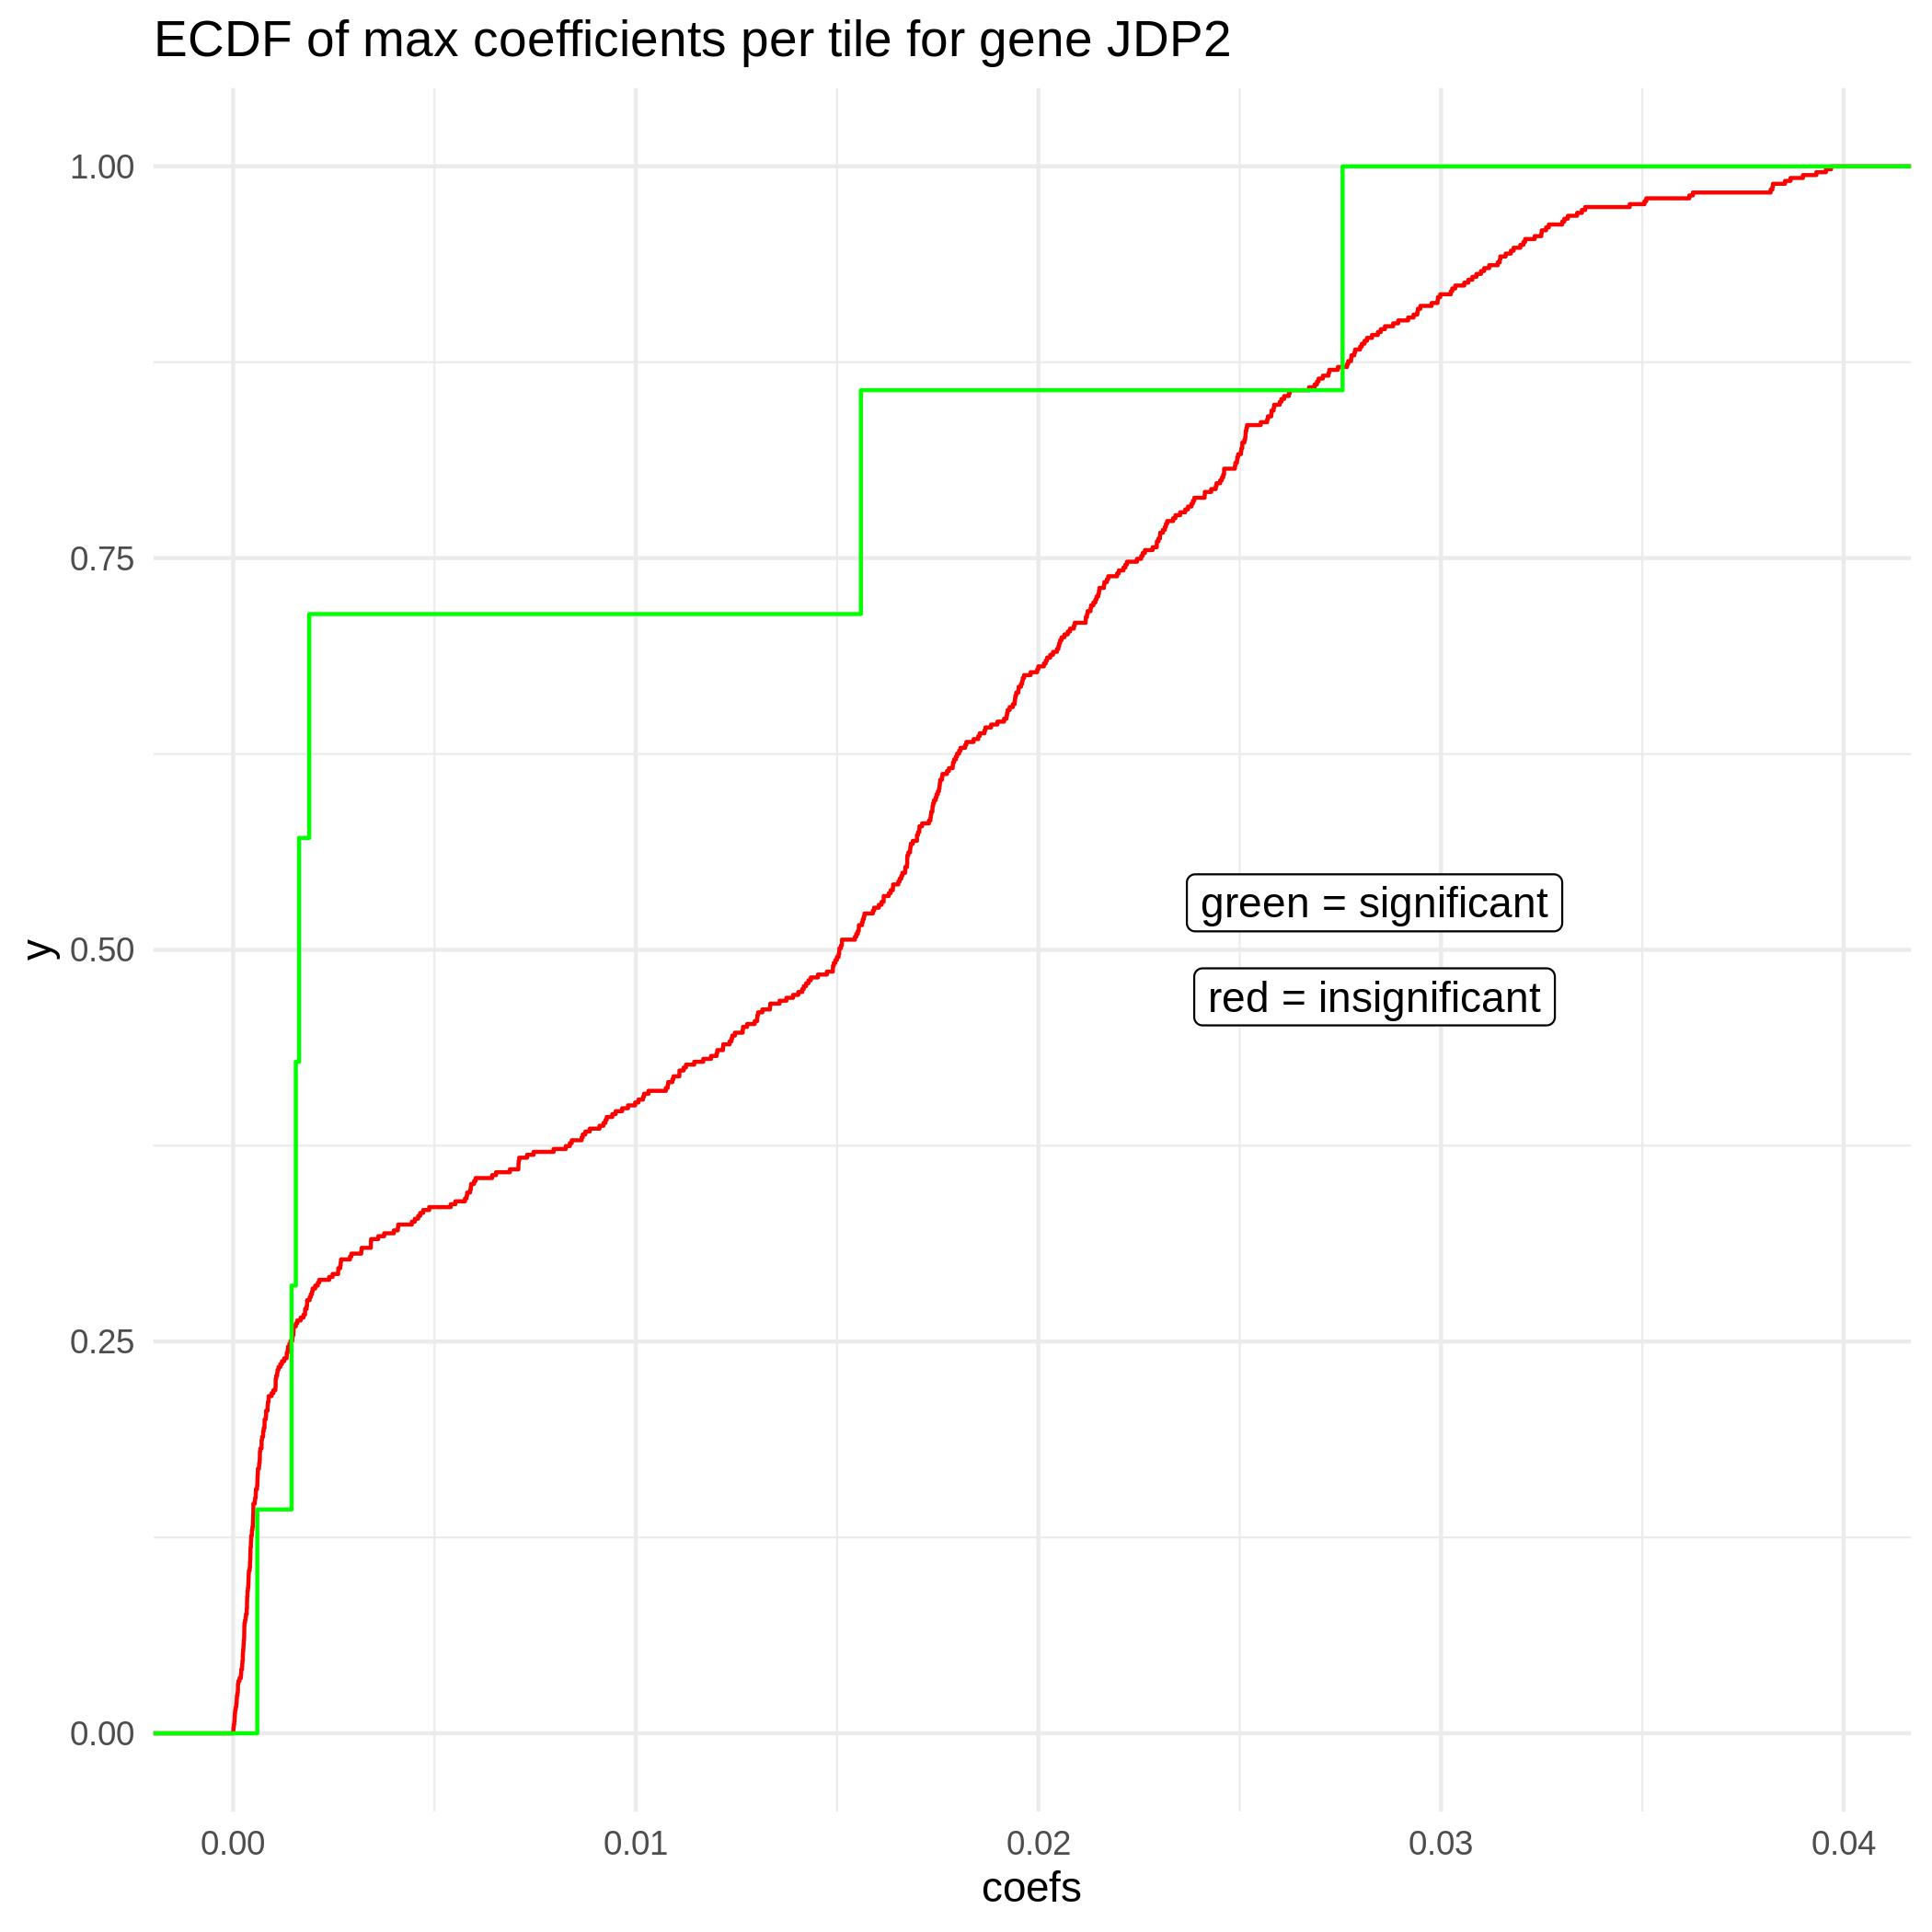 ECDF of max coefficients per tile for gene JDP2
1.00
0.75
0.50
0.25
0.00
y
green = significant
red = insignificant
0.00 0.01 0.02 0.03 0.04
coefs